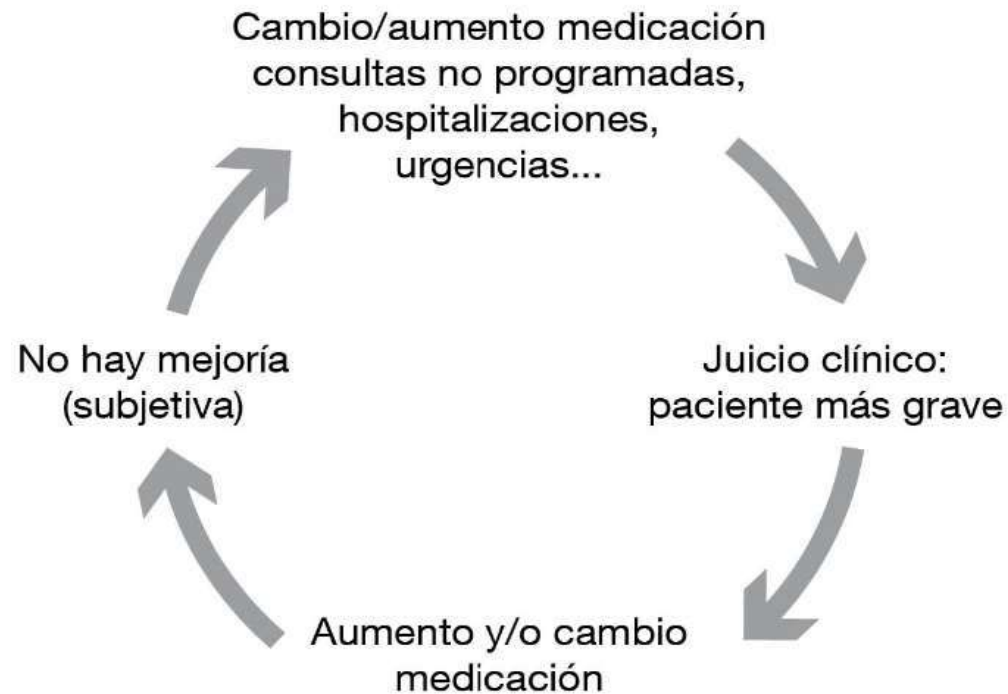 Cambio/aumento medicación
consultas no programadas,
hospitalizaciones,
urgencias...
Juicio clínico:
paciente más grave
Aumento y/o cambio
medicación
No hay mejoría
(subjetiva)